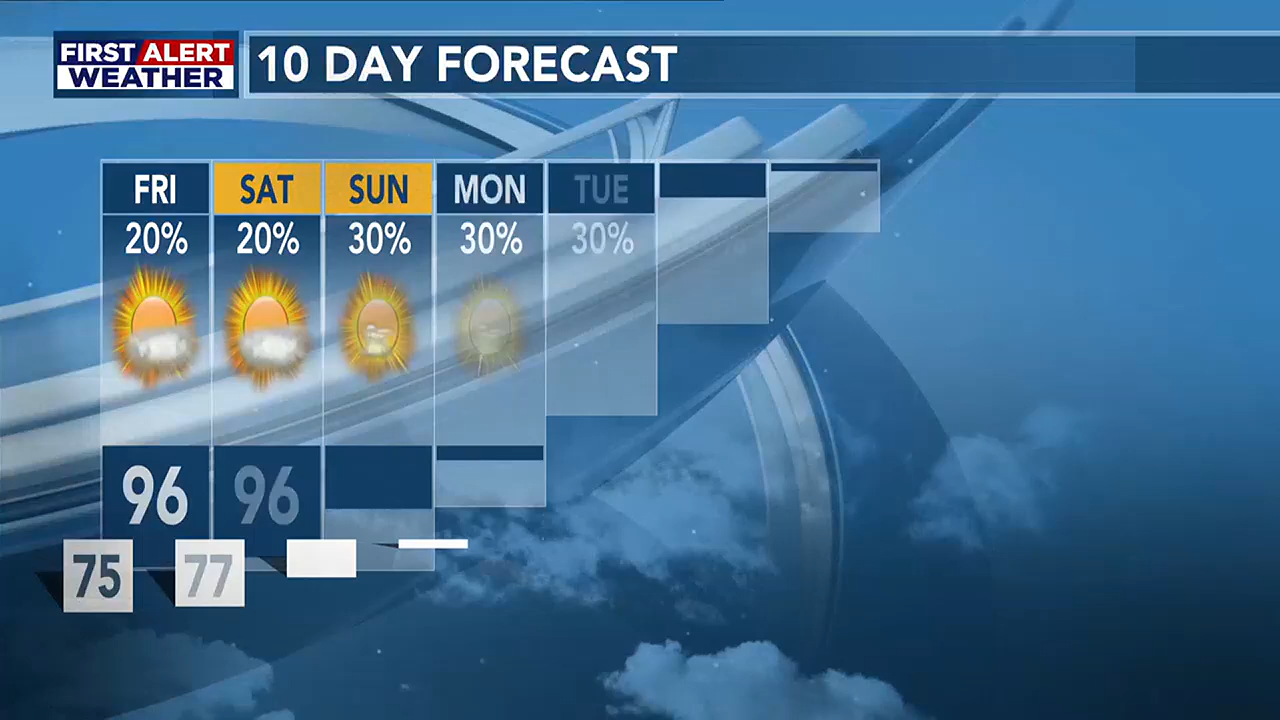 FIRST ALERT
WEATHER
10 DAY FORECAST
FRI SAT SUN MON TUE
20% 20% 30% 30% 30%
96 96
75 77